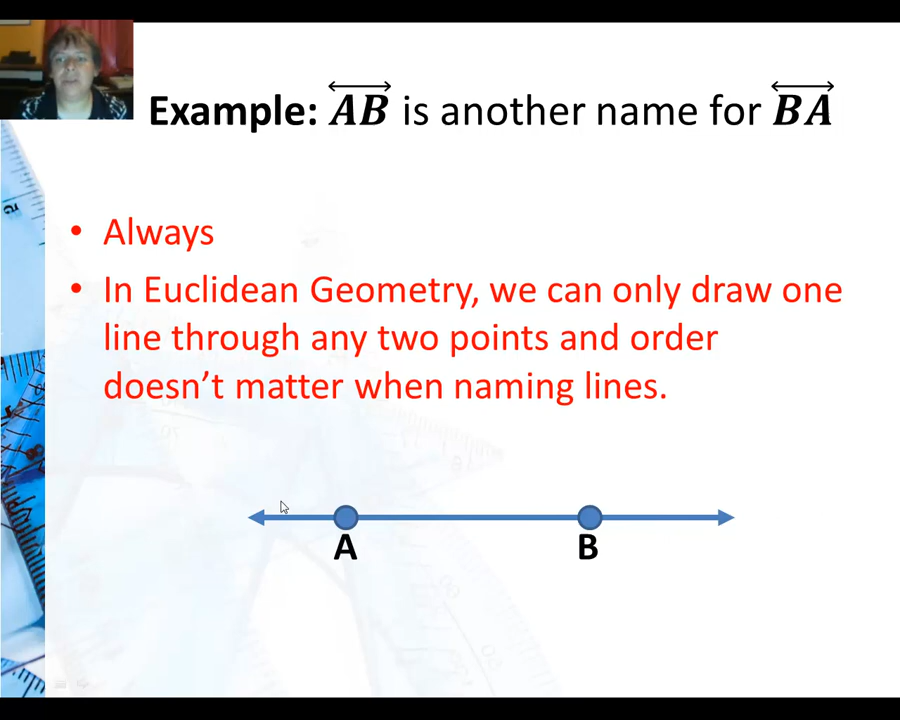 Example: AB is another name for BA
• Always
• In Euclidean Geometry, we can only draw one
line through any two points and order
doesn’t matter when naming lines.
A B